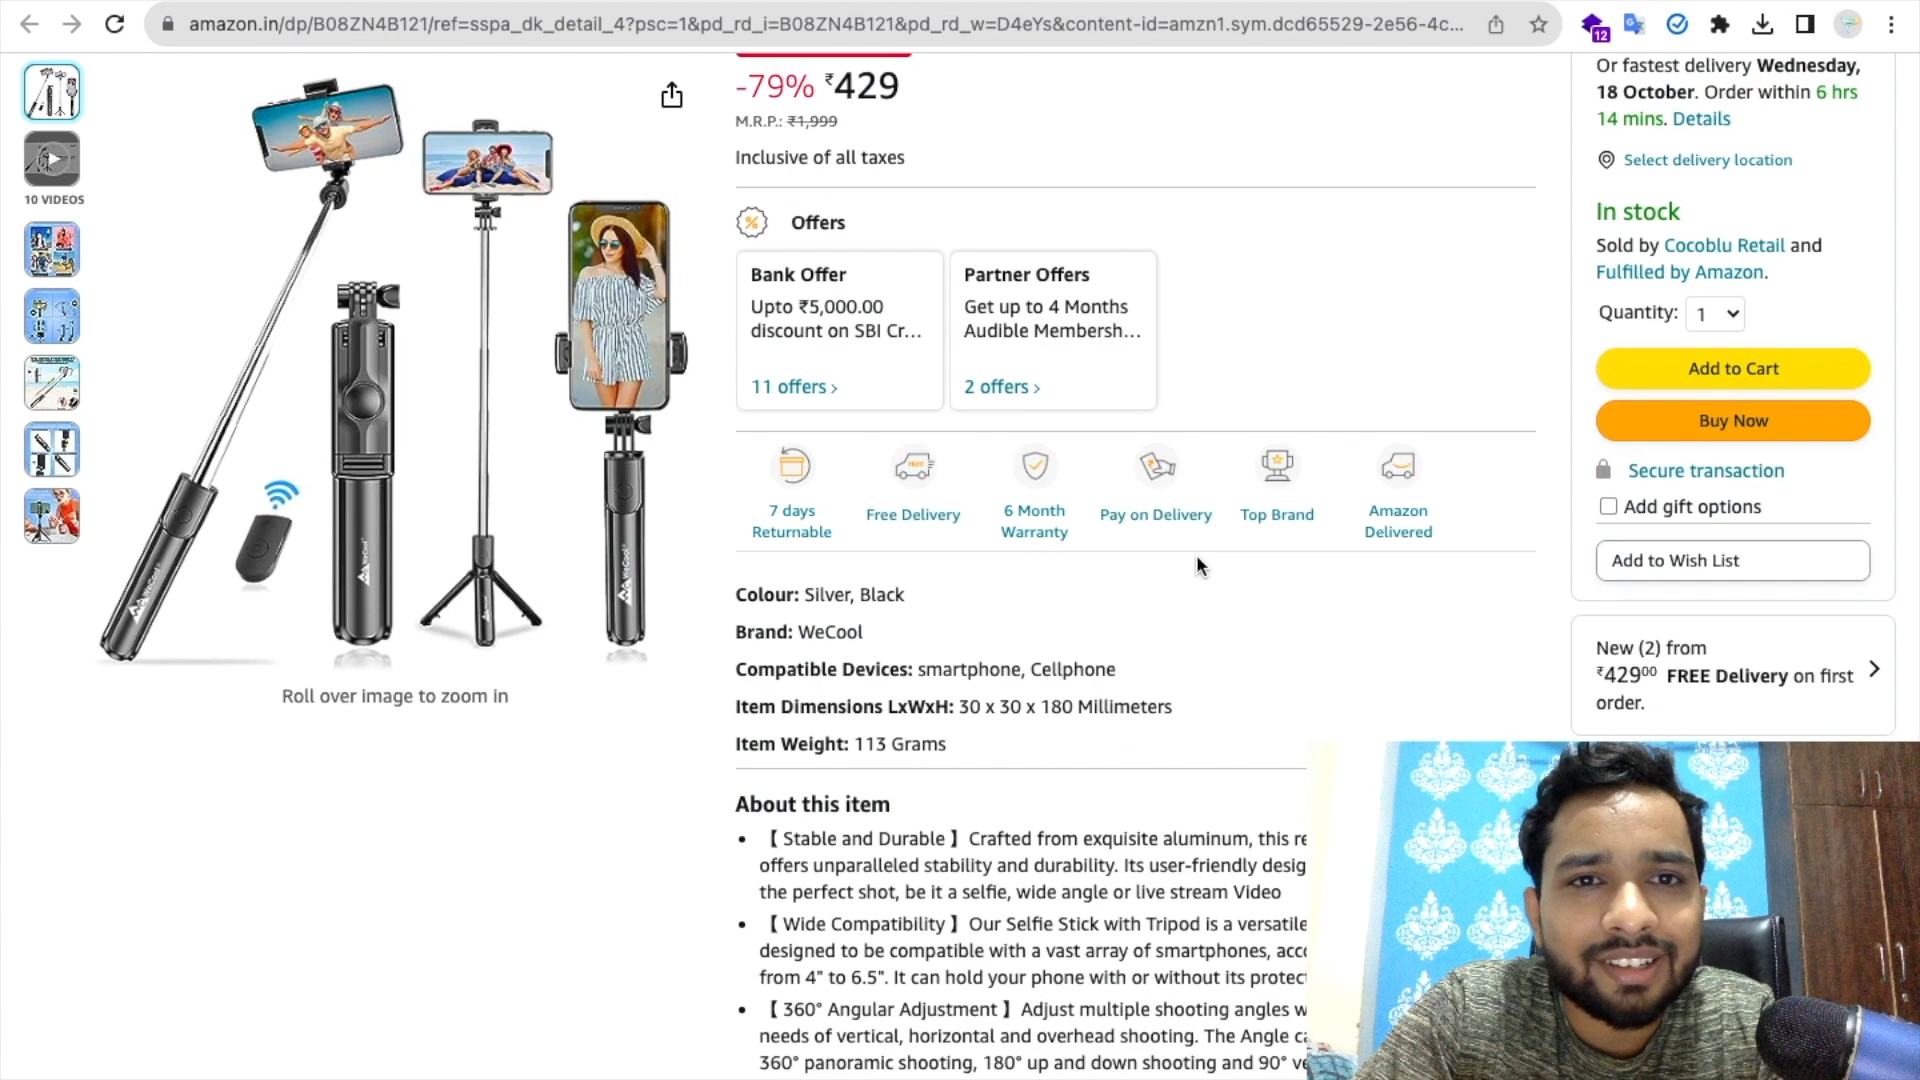 amazon.in/dp/B08ZN4B121/ref=sspa_dk_detail_4?psc=1&pd_rd_i=B08ZN4B121&pd_rd_w=D4eYs&content-id=amzn1.sym.dcd65529-2e56-4c...
12
10 VIDEOS
WeCool
WeCool
WeCool
Roll over image to zoom in
-79% ₹429
M.R.P.: ₹1,999
Inclusive of all taxes
Offers
Bank Offer
Upto ₹5,000.00
discount on SBI Cr...
11 offers ›
Partner Offers
Get up to 4 Months
Audible Membersh...
2 offers ›
7 days
Returnable
FREE
Free Delivery
6 Month
Warranty
Pay on Delivery
Top Brand
Amazon
Delivered
Colour: Silver, Black
Brand: WeCool
Compatible Devices: smartphone, Cellphone
Item Dimensions LxWxH: 30 x 30 x 180 Millimeters
Item Weight: 113 Grams
About this item
• 【 Stable and Durable 】Crafted from exquisite aluminum, this re
offers unparalleled stability and durability. Its user-friendly desig
the perfect shot, be it a selfie, wide angle or live stream Video
• 【 Wide Compatibility 】Our Selfie Stick with Tripod is a versatile
designed to be compatible with a vast array of smartphones, acco
from 4" to 6.5". It can hold your phone with or without its protect
• 【 360° Angular Adjustment 】Adjust multiple shooting angles w
needs of vertical, horizontal and overhead shooting. The Angle ca
360° panoramic shooting, 180° up and down shooting and 90° ve
Or fastest delivery Wednesday,
18 October. Order within 6 hrs
14 mins. Details
Select delivery location
In stock
Sold by Cocoblu Retail and
Fulfilled by Amazon.
Quantity: 1
Add to Cart
Buy Now
Secure transaction
Add gift options
Add to Wish List
New (2) from
₹429⁰⁰ FREE Delivery on first
order.